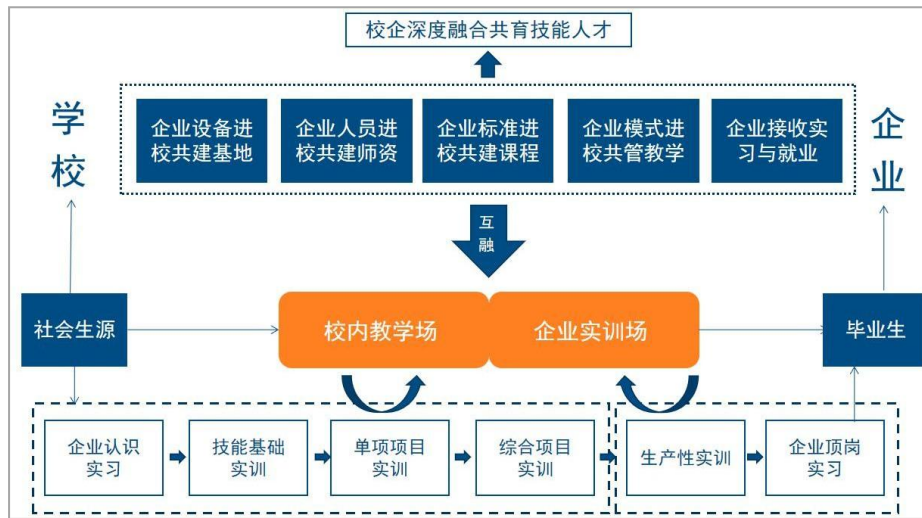 校企深度融合共育技能人才
学校
企业设备进
校共建基地
企业人员进
校共建师资
企业标准进
校共建课程
企业模式进
校共管教学
企业接收实
习与就业
企业
互
融
社会生源
校内教学场
企业实训场
毕业生
企业认识
实习
技能基础
实训
单项项目
实训
综合项目
实训
生产性实训
企业顶岗
实习